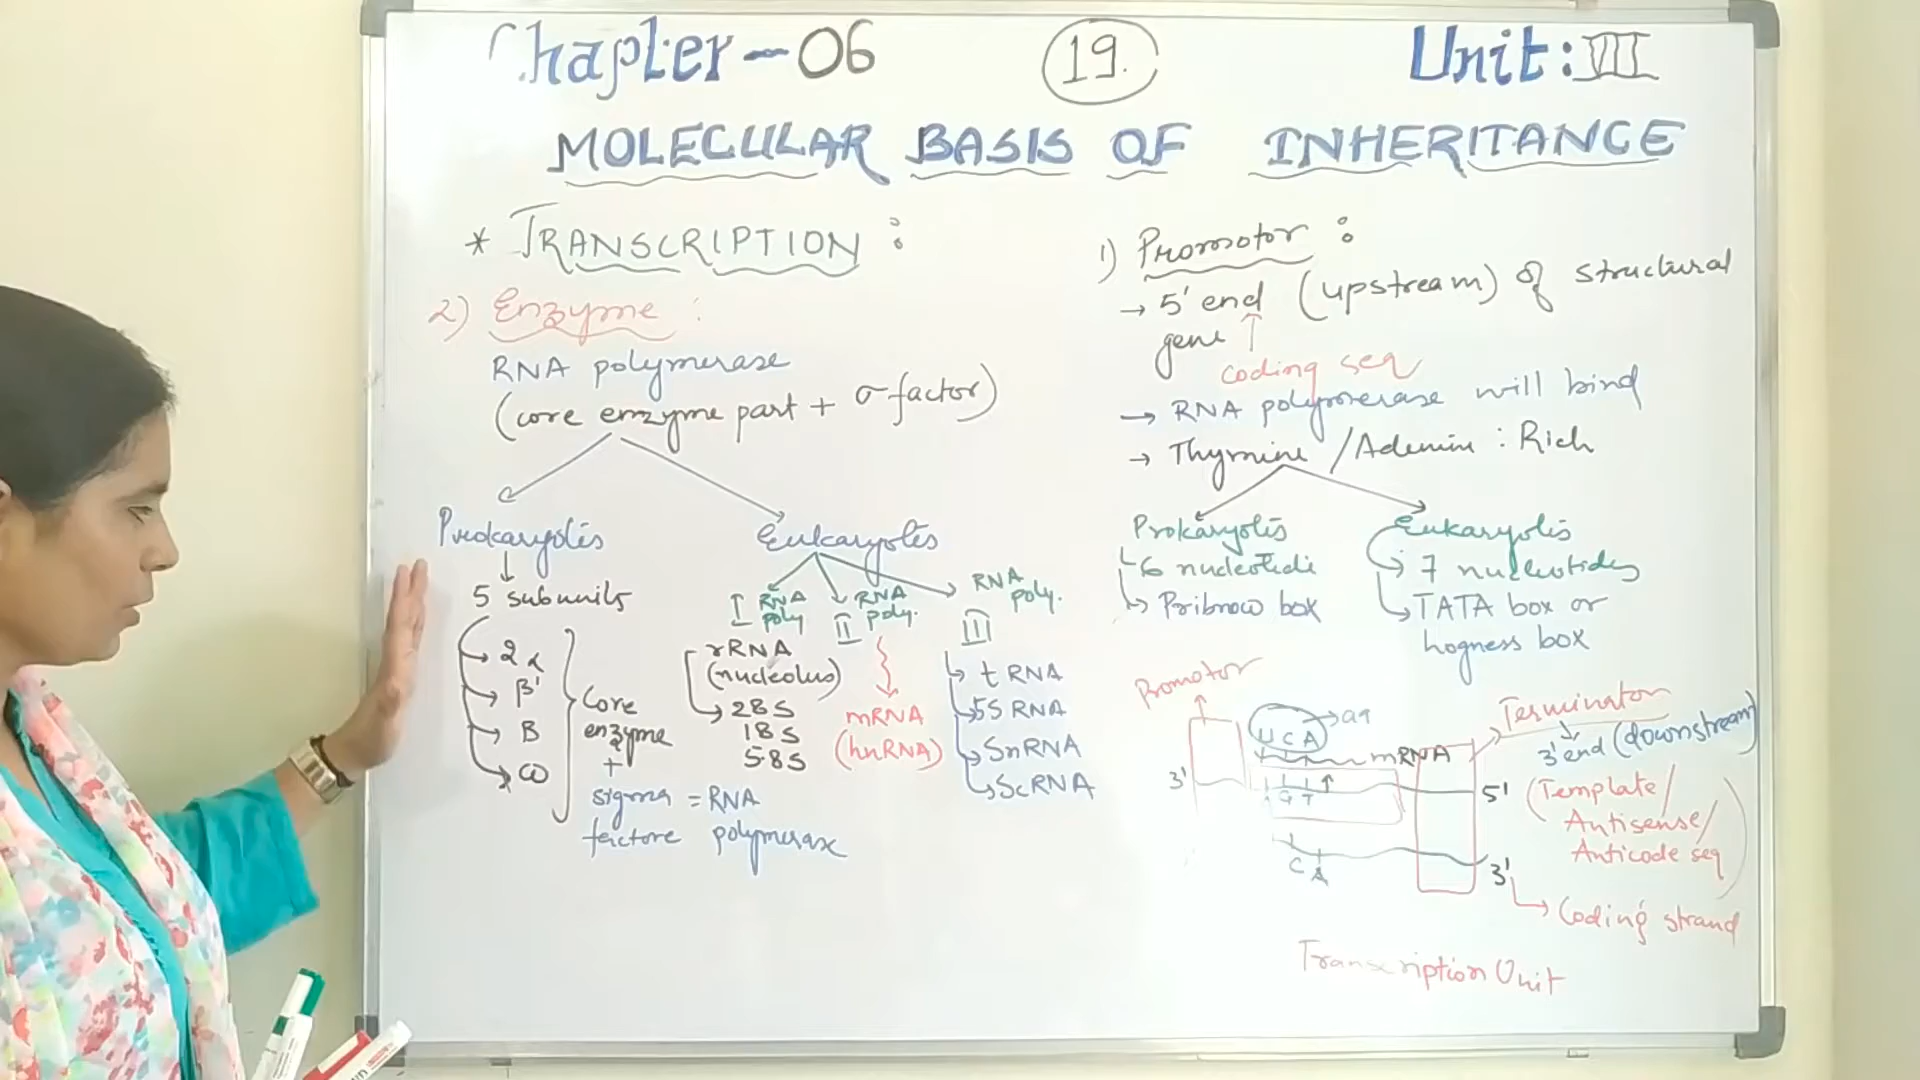 Chapter-06
19.
Unit: VII
MOLECULAR BASIS OF INHERITANCE
* TRANSCRIPTION :
2) Enzyme :
RNA polymerase
(core enzyme part + σ-factor)
Prokaryotes
5 subunits
2α
β'
B
ω
Core
enzyme
+
sigma = RNA
factore polymerase
Eukaryotes
I RNA
poly
rRNA
(nucleolus)
28S
18S
5.8S
II RNA
poly.
mRNA
(hnRNA)
RNA
poly.
III
tRNA
5S RNA
SnRNA
ScRNA
1) Promotor :
→ 5' end (upstream) of structural
gene
coding seq
→ RNA polymerase will bind
→ Thymine / Adenine : Rich
Prokaryotes
6 nucleotide
Pribnow box
Eukaryotes
7 nucleotides
TATA box or
hogness box
Promotor
UCA
mRNA
3'
G T
5'
C A
3'
Terminator
3' end (downstream)
(Template/
Antisense/
Anticode seq)
Coding strand
Transcription Unit